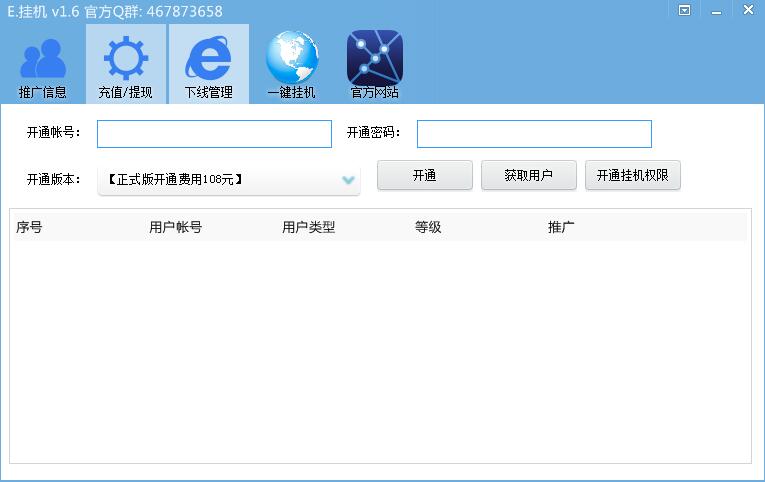 E.挂机 v1.6 官方Q群: 467873658
推广信息 充值/提现 下线管理 一键挂机 官方网站
开通帐号： 开通密码：
开通版本： 【正式版开通费用108元】 开通 获取用户 开通挂机权限
序号 用户帐号 用户类型 等级 推广